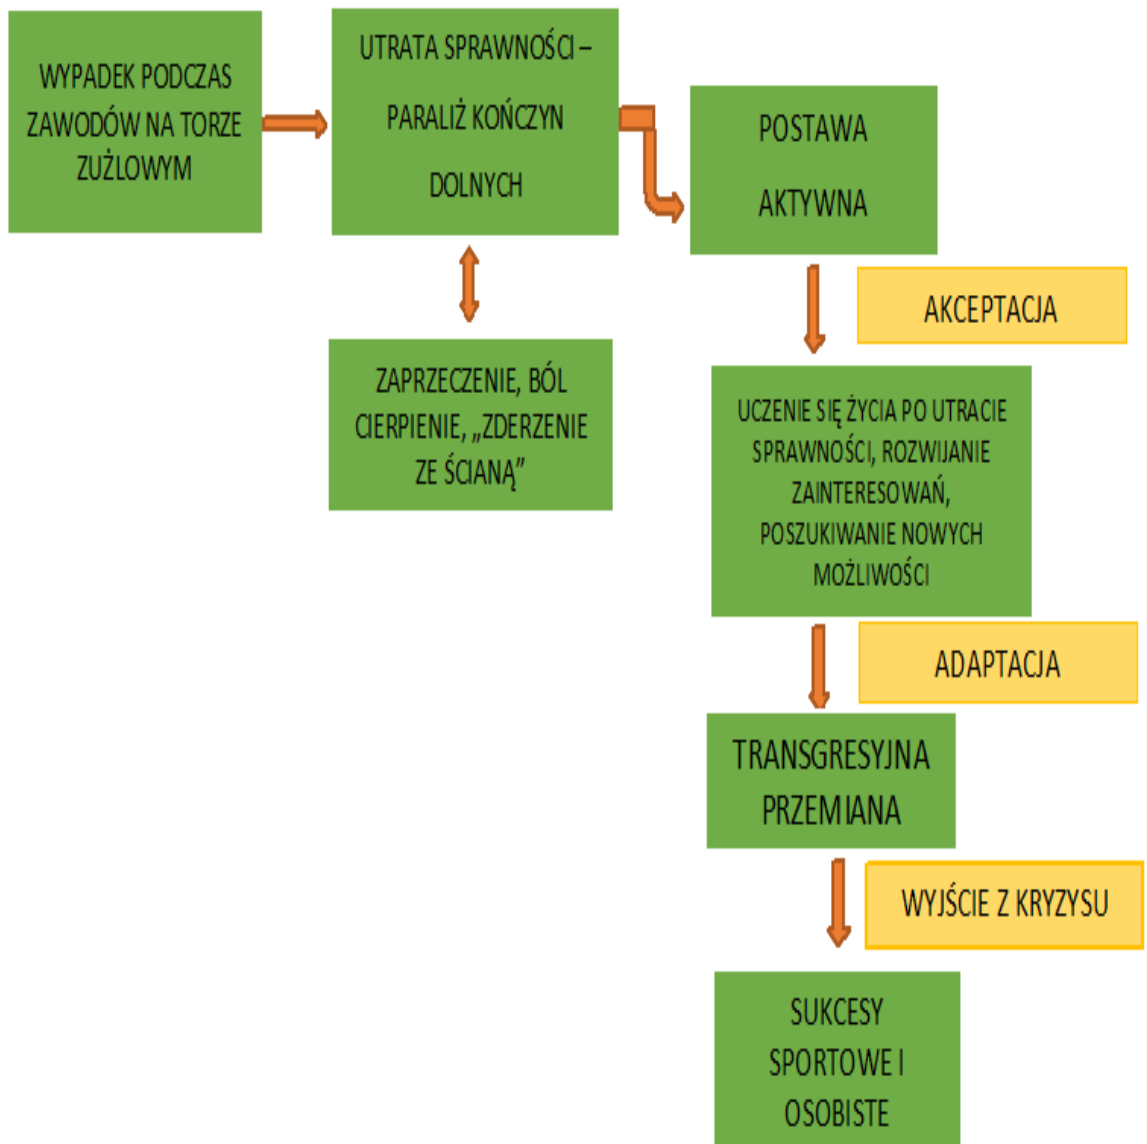 WYPADEK PODCZAS
ZAWODÓW NA TORZE
ZUŻLOWYM
UTRATA SPRAWNOŚCI –
PARALIŻ KOŃCZYN
DOLNYCH
ZAPRZECZENIE, BÓL
CIERPIENIE, „ZDERZENIE
ZE ŚCIANĄ”
POSTAWA
AKTYWNA
AKCEPTACJA
UCZENIE SIĘ ŻYCIA PO UTRACIE
SPRAWNOŚCI, ROZWIJANIE
ZAINTERESOWAŃ,
POSZUKIWANIE NOWYCH
MOŻLIWOŚCI
ADAPTACJA
TRANSGRESYJNA
PRZEMIANA
WYJŚCIE Z KRYZYSU
SUKCESY
SPORTOWE I
OSOBISTE